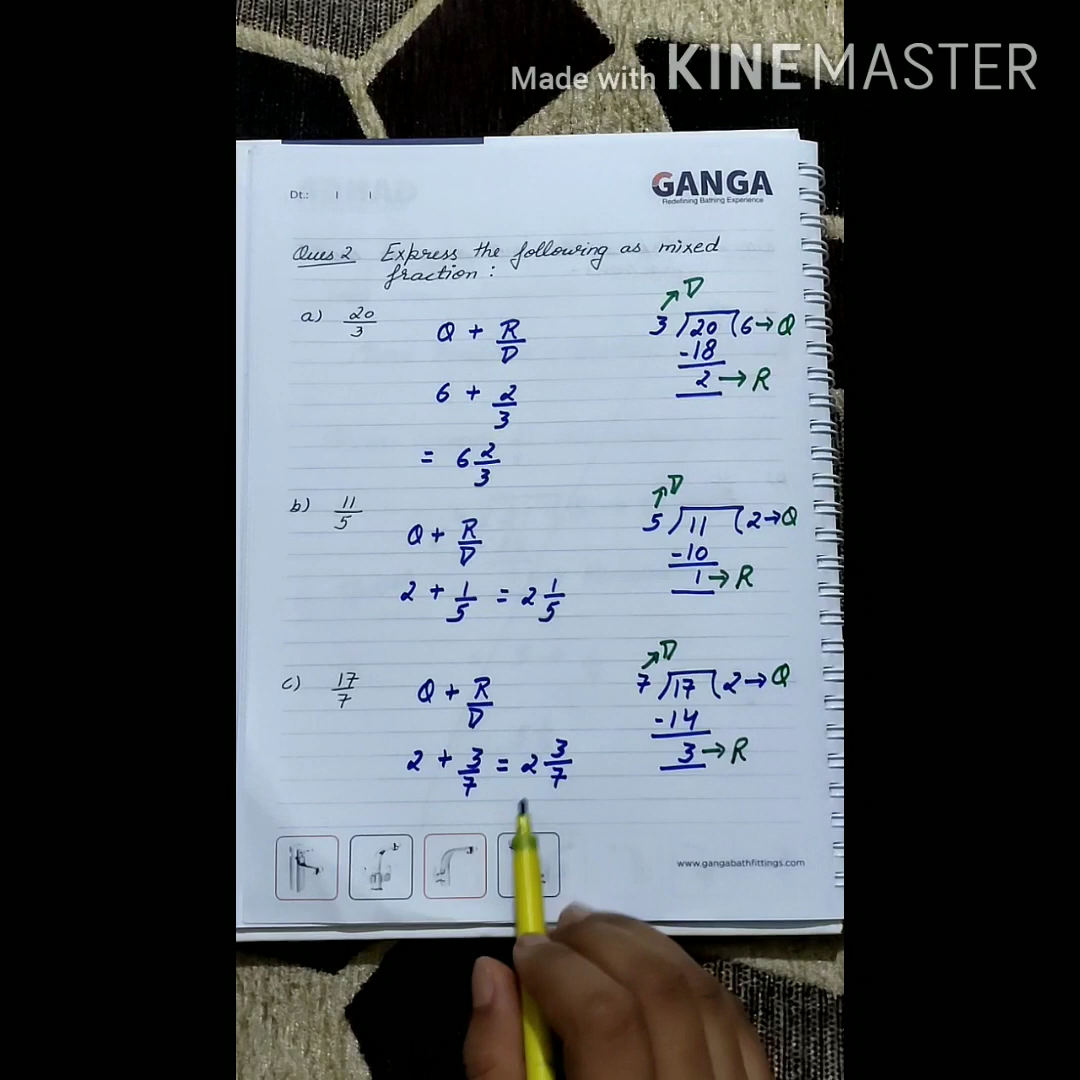 Made with KINEMASTER
Dt.: | |
GANGA
Redefining Bathing Experience
Ques 2 Express the following as mixed
fraction :
a) 20/3
Q + R/D
6 + 2/3
= 6 2/3
→ D
3 ) 20 ( 6 → Q
-18
2 → R
b) 11/5
Q + R/D
2 + 1/5 = 2 1/5
↑ D
5 ) 11 ( 2 → Q
-10
1 → R
c) 17/7
Q + R/D
2 + 3/7 = 2 3/7
→ D
7 ) 17 ( 2 → Q
-14
3 → R
www.gangabathfittings.com